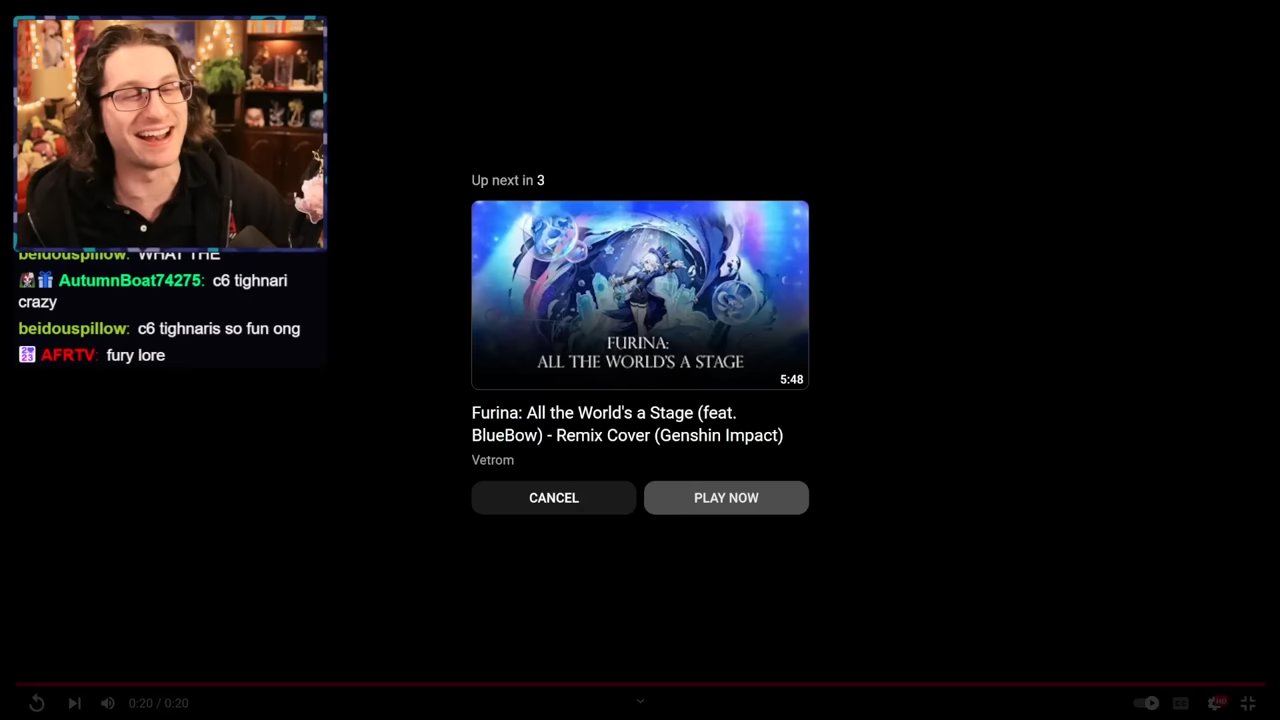 beidouspillow: WHAT THE
AutumnBoat74275: c6 tighnari
crazy
beidouspillow: c6 tighnaris so fun ong
AFRTV: fury lore
Up next in 3
FURINA:
ALL THE WORLD'S A STAGE
5:48
Furina: All the World's a Stage (feat.
BlueBow) - Remix Cover (Genshin Impact)
Vetrom
CANCEL
PLAY NOW
0:20 / 0:20